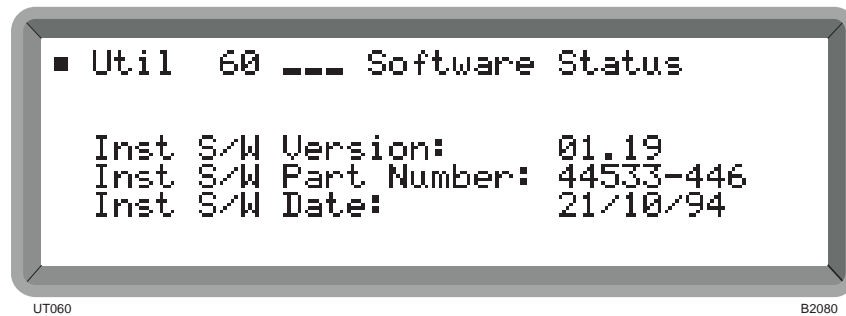 ■ Util 60 ___ Software Status
Inst S/W Version: 01.19
Inst S/W Part Number: 44533-446
Inst S/W Date: 21/10/94
UT060 B2080